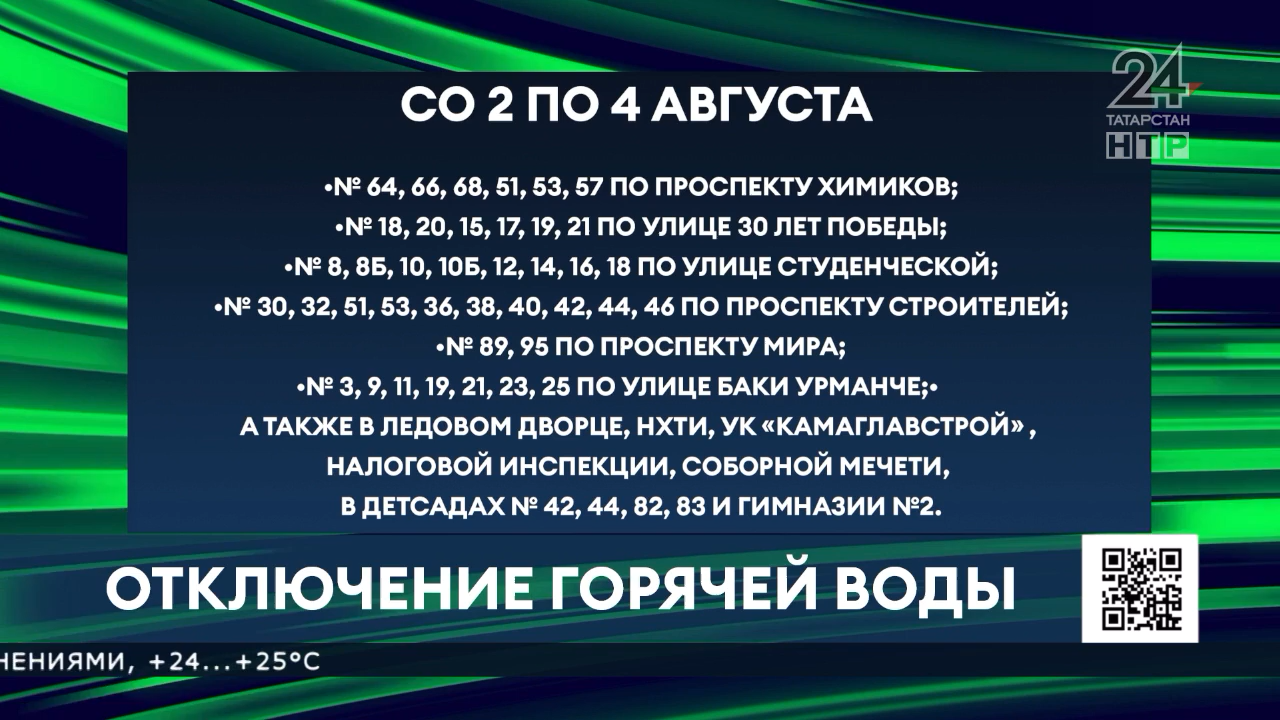 СО 2 ПО 4 АВГУСТА
24
ТАТАРСТАН
НТР
•№ 64, 66, 68, 51, 53, 57 ПО ПРОСПЕКТУ ХИМИКОВ;
•№ 18, 20, 15, 17, 19, 21 ПО УЛИЦЕ 30 ЛЕТ ПОБЕДЫ;
•№ 8, 8Б, 10, 10Б, 12, 14, 16, 18 ПО УЛИЦЕ СТУДЕНЧЕСКОЙ;
•№ 30, 32, 51, 53, 36, 38, 40, 42, 44, 46 ПО ПРОСПЕКТУ СТРОИТЕЛЕЙ;
•№ 89, 95 ПО ПРОСПЕКТУ МИРА;
•№ 3, 9, 11, 19, 21, 23, 25 ПО УЛИЦЕ БАКИ УРМАНЧЕ;•
А ТАКЖЕ В ЛЕДОВОМ ДВОРЦЕ, НХТИ, УК «КАМАГЛАВСТРОЙ» ,
НАЛОГОВОЙ ИНСПЕКЦИИ, СОБОРНОЙ МЕЧЕТИ,
В ДЕТСАДАХ № 42, 44, 82, 83 И ГИМНАЗИИ №2.
ОТКЛЮЧЕНИЕ ГОРЯЧЕЙ ВОДЫ
НЕНИЯМИ, +24...+25°С